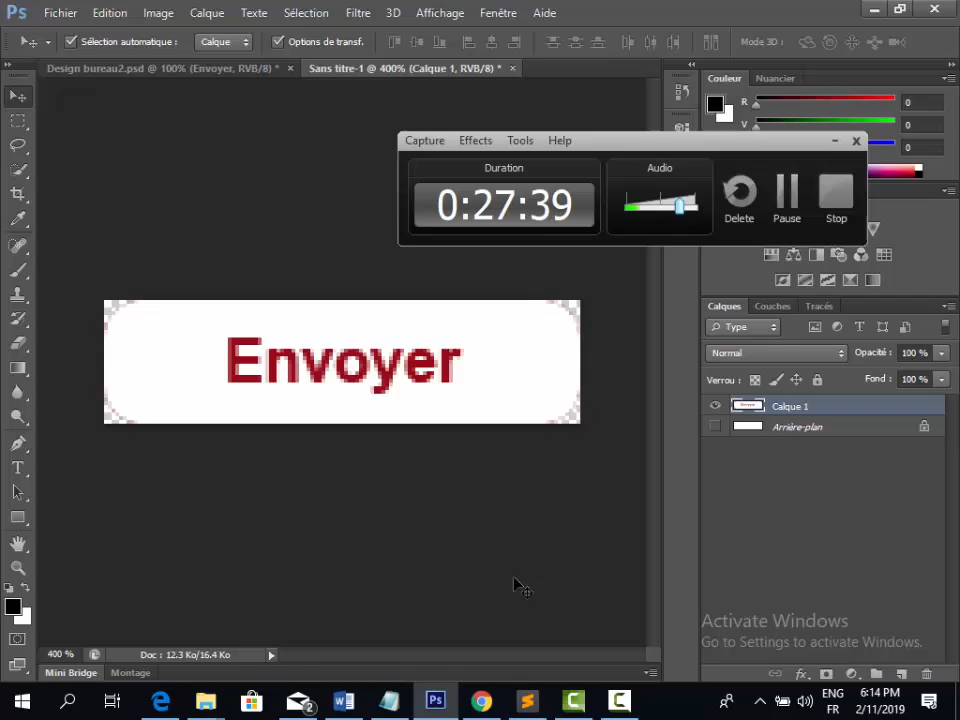 Ps Fichier Edition Image Calque Texte Sélection Filtre 3D Affichage Fenêtre Aide
Sélection automatique : Calque Options de transf. Mode 3D :
Design bureau2.psd @ 100% (Envoyer, RVB/8) * × Sans titre-1 @ 400% (Calque 1, RVB/8) * ×
Couleur Nuancier
R 0
V 0
0
Capture Effects Tools Help
Duration Audio
0:27:39
Delete Pause Stop
Envoyer
Calques Couches Tracés
Type
Normal Opacité : 100 %
Verrou : Fond : 100 %
Calque 1
Arrière-plan
Activate Windows
Go to Settings to activate Windows.
400 % Doc : 12.3 Ko/16.4 Ko
Mini Bridge Montage
2 Ps ENG FR 6:14 PM 2/11/2019